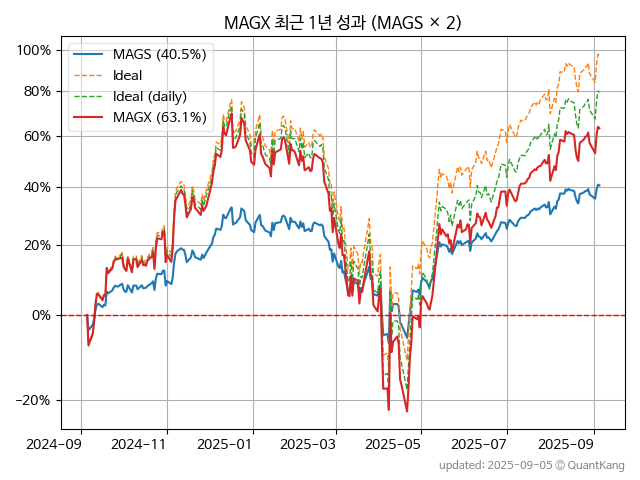 MAGX 최근 1년 성과 (MAGS × 2)
MAGS (40.5%)
Ideal
Ideal (daily)
MAGX (63.1%)
100%
80%
60%
40%
20%
0%
−20%
2024-09 2024-11 2025-01 2025-03 2025-05 2025-07 2025-09
updated: 2025-09-05 © QuantKang